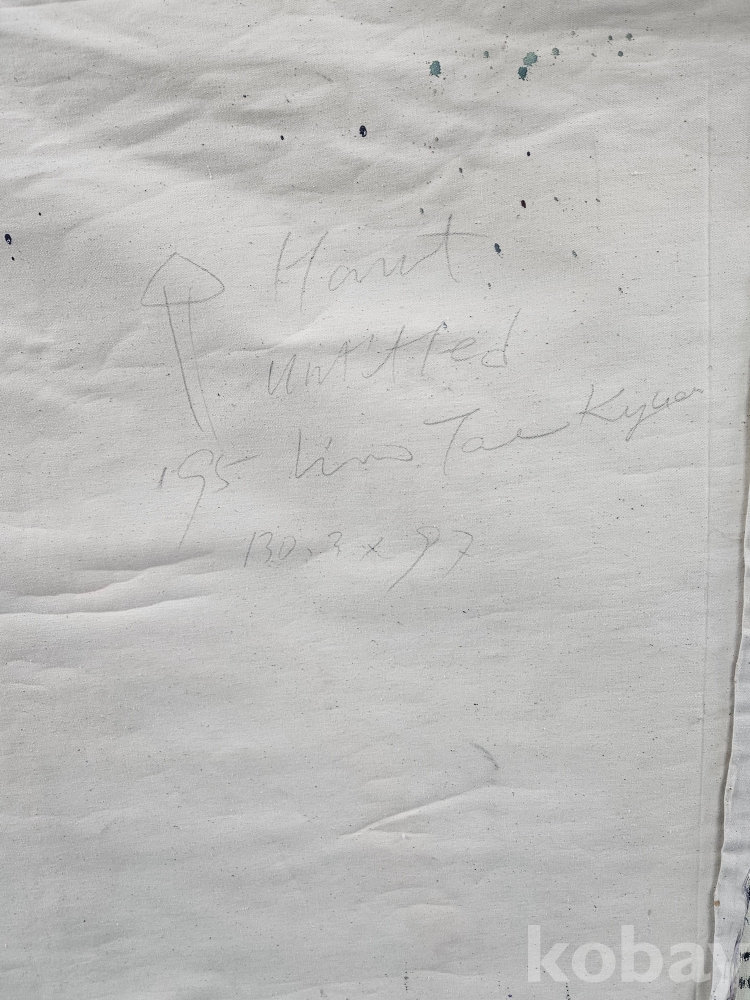 Haut
Untitled
'95 Lim Tae Kyu
130.3 x 97
kobay